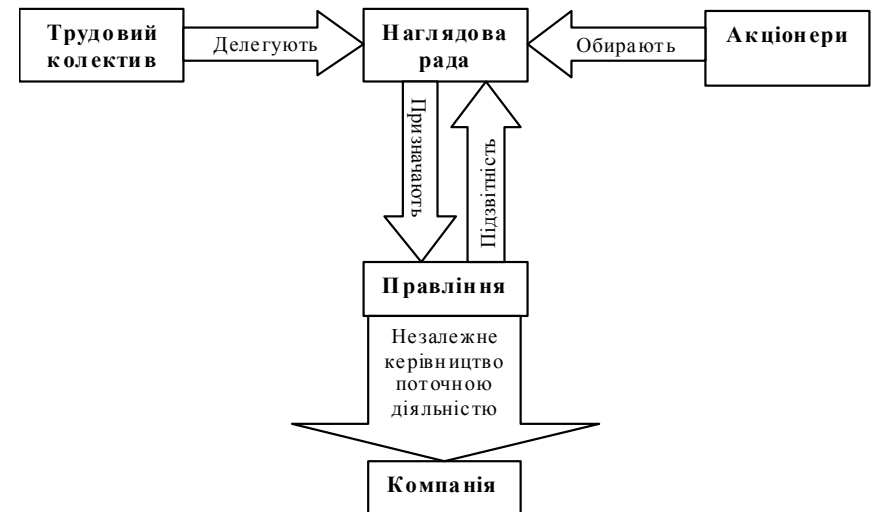 Трудовий
колектив
Делегують
Наглядова
рада
Обирають
Акціонери
Призначають
Підзвітність
Правління
Незалежне
керівництво
поточною
діяльністю
Компанія